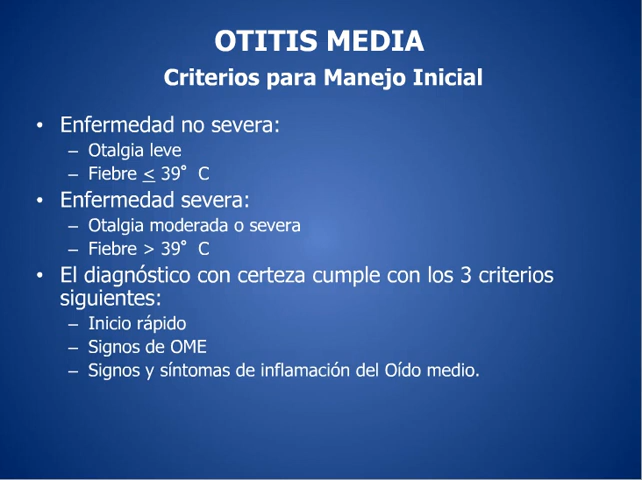 OTITIS MEDIA
Criterios para Manejo Inicial
• Enfermedad no severa:
– Otalgia leve
– Fiebre < 39° C
• Enfermedad severa:
– Otalgia moderada o severa
– Fiebre > 39° C
• El diagnóstico con certeza cumple con los 3 criterios
siguientes:
– Inicio rápido
– Signos de OME
– Signos y síntomas de inflamación del Oído medio.